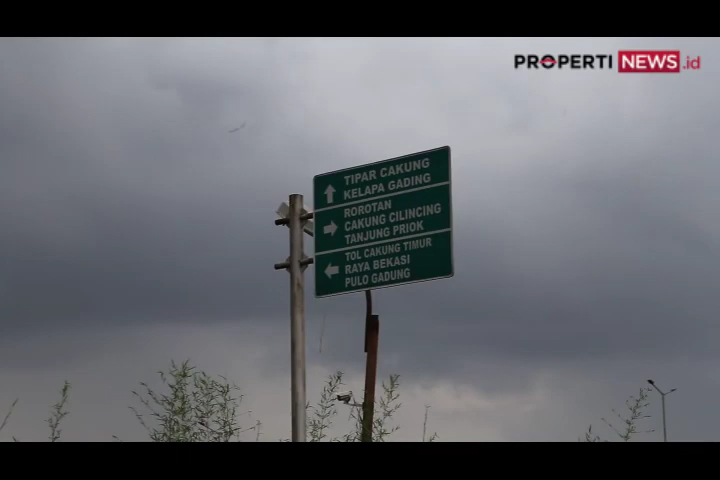 PROPERTI NEWS.id
TIPAR CAKUNG
KELAPA GADING
ROROTAN
CAKUNG CILINCING
TANJUNG PRIOK
TOL CAKUNG TIMUR
RAYA BEKASI
PULO GADUNG